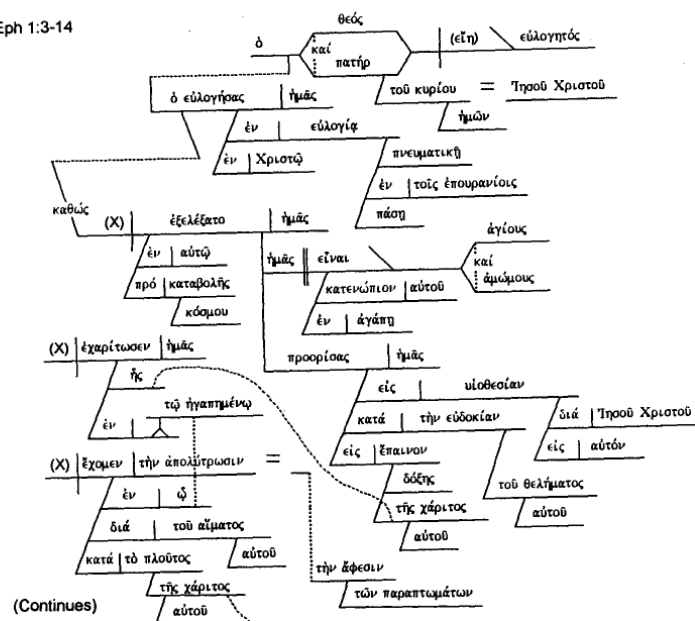 Eph 1:3-14
θεός
ὁ καί (εἴη) εὐλογητός
πατήρ
ὁ εὐλογήσας ἡμᾶς τοῦ κυρίου = Ἰησοῦ Χριστοῦ
ἡμῶν
ἐν εὐλογίᾳ
ἐν Χριστῷ πνευματικῇ
ἐν τοῖς ἐπουρανίοις
πάσῃ
καθώς
(X) ἐξελέξατο ἡμᾶς
ἁγίους
ἐν αὐτῷ ἡμᾶς εἶναι καί
ἀμώμους
πρό καταβολῆς κατενώπιον αὐτοῦ
κόσμου ἐν ἀγάπῃ
(X) ἐχαρίτωσεν ἡμᾶς προορίσας ἡμᾶς
ἧς εἰς υἱοθεσίαν
τῷ ἠγαπημένῳ κατά τὴν εὐδοκίαν διά Ἰησοῦ Χριστοῦ
ἐν
εἰς ἔπαινον εἰς αὐτόν
(X) ἔχομεν τὴν ἀπολύτρωσιν =
δόξης τοῦ θελήματος
ἐν ᾧ τῆς χάριτος αὐτοῦ
διά τοῦ αἵματος αὐτοῦ
κατά τὸ πλοῦτος αὐτοῦ
τὴν ἄφεσιν
τῆς χάριτος τῶν παραπτωμάτων
(Continues) αὐτοῦ